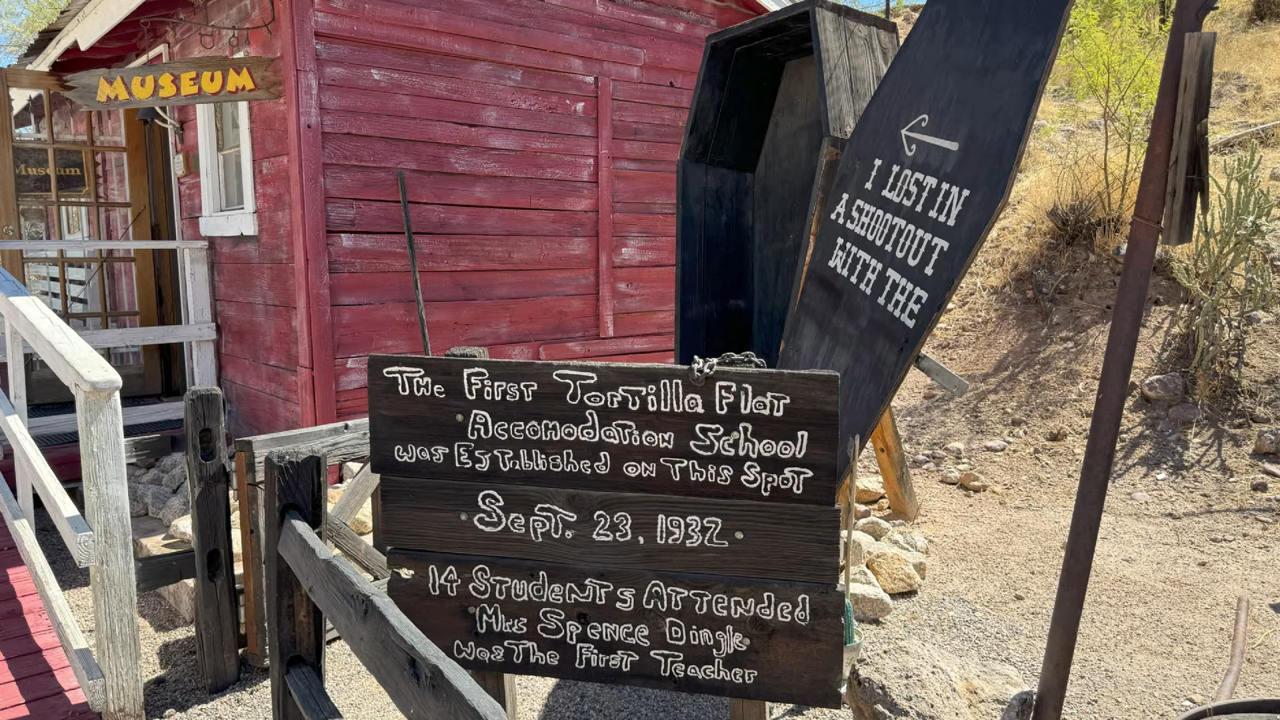 MUSEUM
Museum
I LOST IN
A SHOOTOUT
WITH THE
The First Tortilla Flat
Accomodation School
was Established on This Spot
Sept. 23, 1932
14 Students Attended
Mrs Spence Dingle
Was The First Teacher